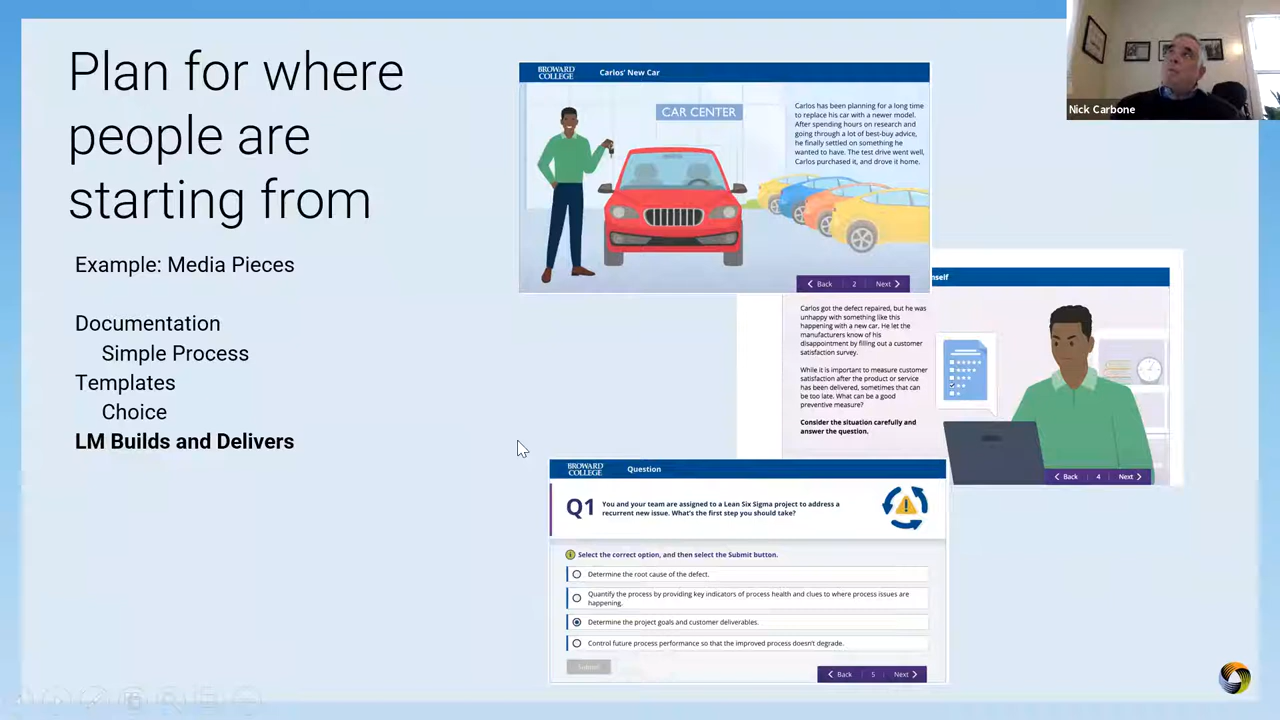 Plan for where
people are
starting from
Example: Media Pieces
Documentation
Simple Process
Templates
Choice
LM Builds and Delivers
BROWARD
COLLEGE
Carlos' New Car
CAR CENTER
Carlos has been planning for a long time
to replace his car with a newer model.
After spending hours on research and
going through a lot of best-buy advice,
he finally settled on something he
wanted to have. The test drive went well,
Carlos purchased it, and drove it home.
Back 2 Next
Nick Carbone
Carlos got the defect repaired, but he was
unhappy with something like this
happening with a new car. He let the
manufacturers know of his
disappointment by filling out a customer
satisfaction survey.
While it is important to measure customer
satisfaction after the product or service
has been delivered, sometimes that can
be too late. What can be a good
preventive measure?
Consider the situation carefully and
answer the question.
Back 4 Next
BROWARD
COLLEGE
Question
Q1
You and your team are assigned to a Lean Six Sigma project to address a
recurrent new issue. What's the first step you should take?
Select the correct option, and then select the Submit button.
Determine the root cause of the defect.
Quantify the process by providing key indicators of process health and clues to where process issues are
happening.
Determine the project goals and customer deliverables.
Control future process performance so that the improved process doesn't degrade.
Submit
Back 5 Next